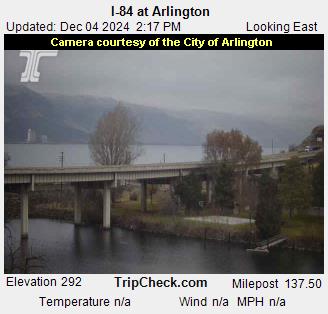 I-84 at Arlington
Updated: Dec 04 2024 2:17 PM Looking East
Camera courtesy of the City of Arlington
Elevation 292 TripCheck.com Milepost 137.50
Temperature n/a Wind n/a MPH n/a